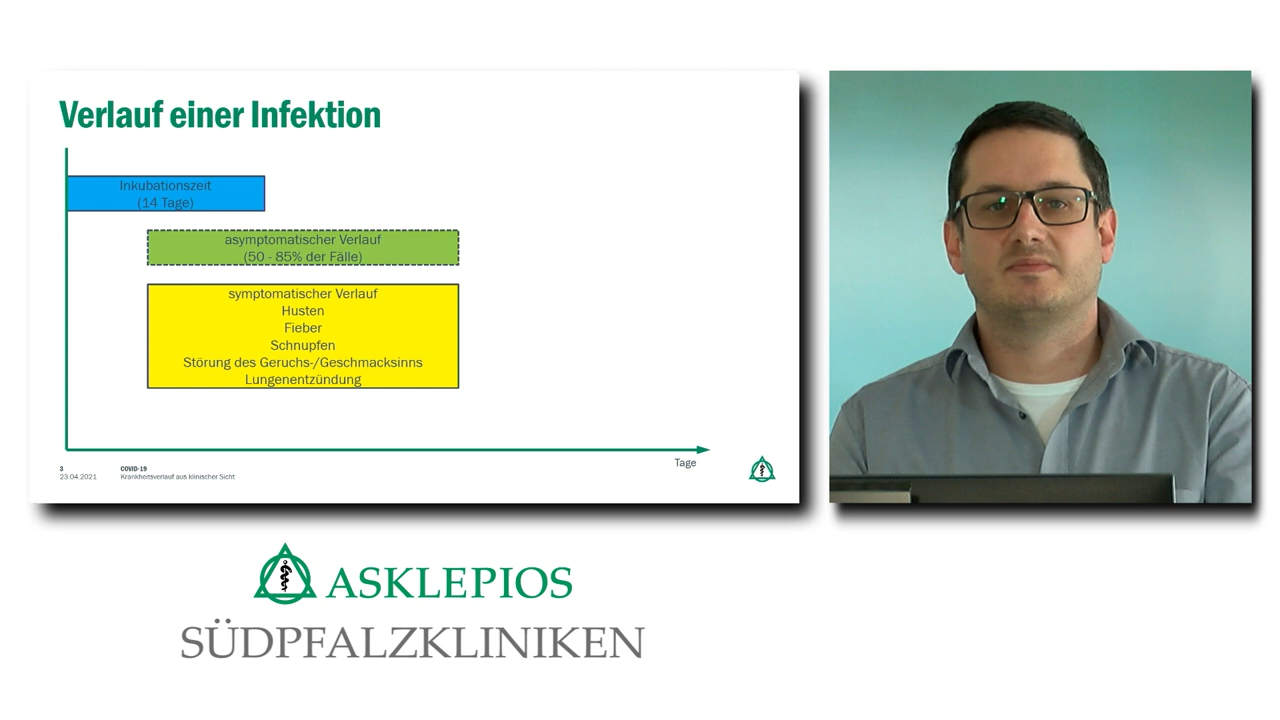 Verlauf einer Infektion
Inkubationszeit
(14 Tage)
asymptomatischer Verlauf
(50 - 85% der Fälle)
symptomatischer Verlauf
Husten
Fieber
Schnupfen
Störung des Geruchs-/Geschmacksinns
Lungenentzündung
Tage
3
23.04.2021
COVID-19
Krankheitsverlauf aus klinischer Sicht
ASKLEPIOS
SÜDPFALZKLINIKEN